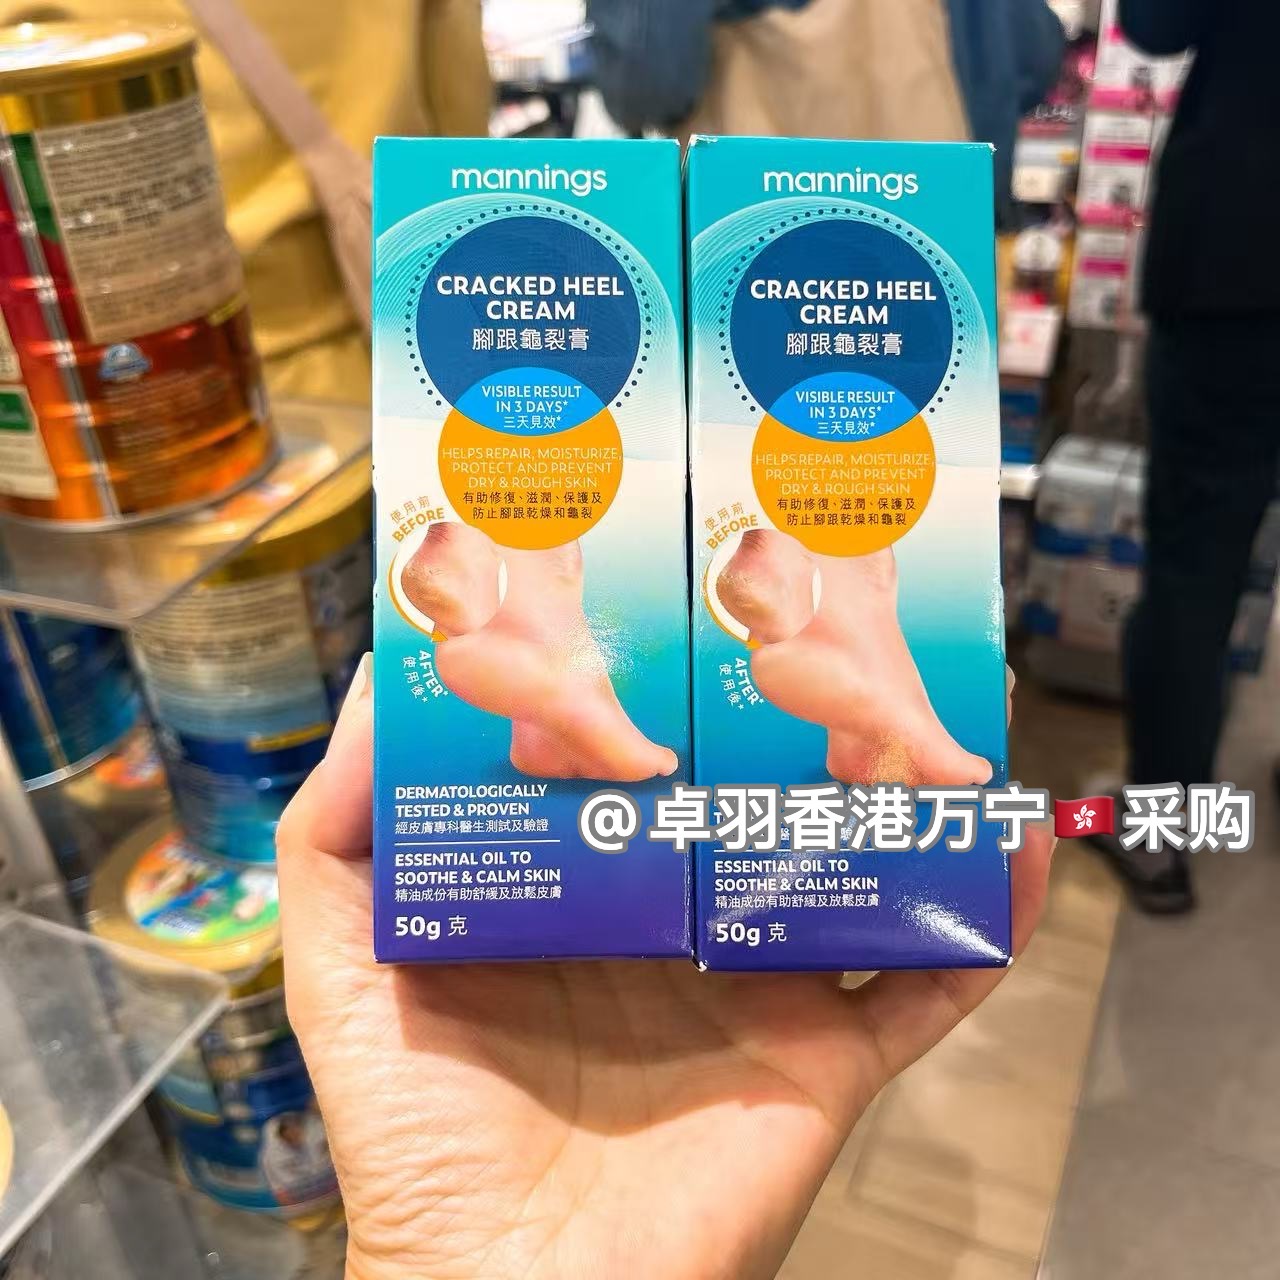 mannings
CRACKED HEEL
CREAM
腳跟龜裂膏
VISIBLE RESULT
IN 3 DAYS*
三天見效*
HELPS REPAIR, MOISTURIZE,
PROTECT AND PREVENT
DRY & ROUGH SKIN
有助修復、滋潤、保護及
防止腳跟乾燥和龜裂
使用前
BEFORE
AFTER*
使用後*
DERMATOLOGICALLY
TESTED & PROVEN
經皮膚專科醫生測試及驗證
ESSENTIAL OIL TO
SOOTHE & CALM SKIN
精油成份有助舒緩及放鬆皮膚
50g 克
mannings
CRACKED HEEL
CREAM
腳跟龜裂膏
VISIBLE RESULT
IN 3 DAYS*
三天見效*
HELPS REPAIR, MOISTURIZE,
PROTECT AND PREVENT
DRY & ROUGH SKIN
有助修復、滋潤、保護及
防止腳跟乾燥和龜裂
使用前
BEFORE
AFTER*
使用後*
@卓羽香港万宁🇭🇰采购
ESSENTIAL OIL TO
SOOTHE & CALM SKIN
精油成份有助舒緩及放鬆皮膚
50g 克